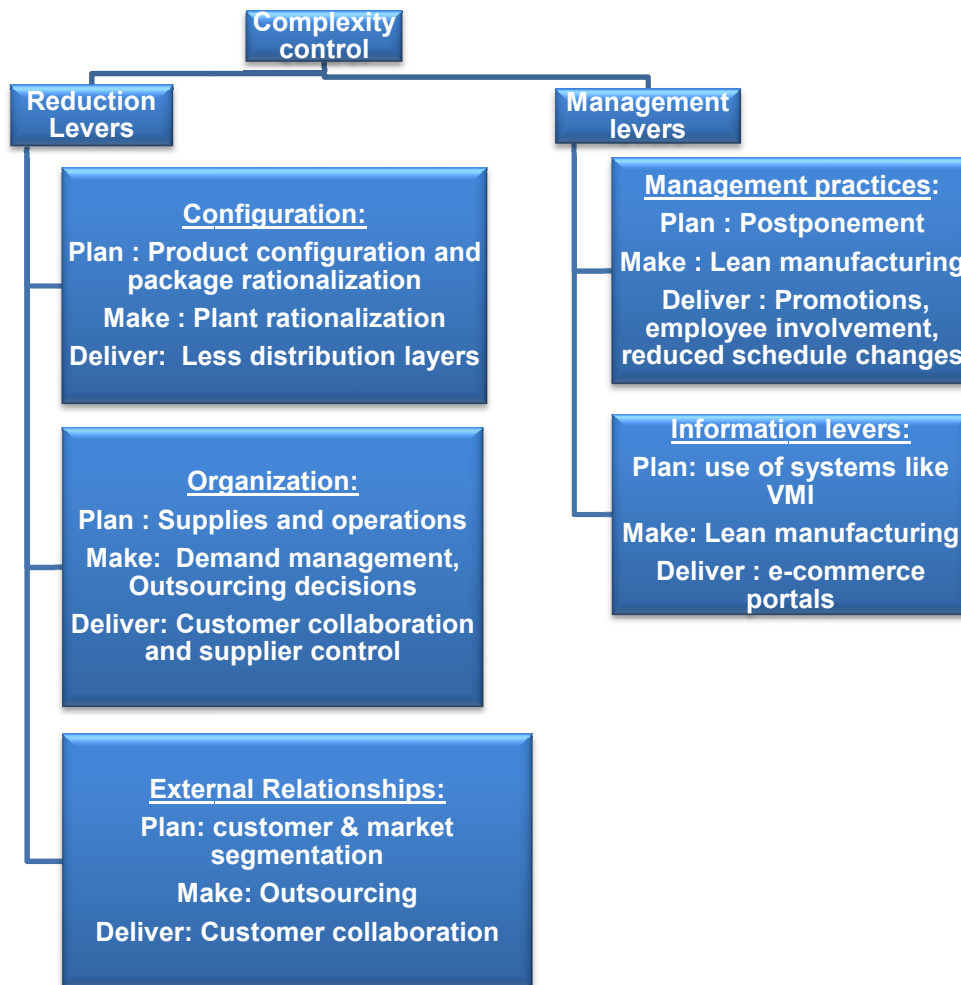 Complexity
control
Reduction
Levers
Management
levers
Configuration:
Plan : Product configuration and
package rationalization
Make : Plant rationalization
Deliver:  Less distribution layers
Organization:
Plan : Supplies and operations
Make:  Demand management,
Outsourcing decisions
Deliver: Customer collaboration
and supplier control
External Relationships:
Plan: customer & market
segmentation
Make: Outsourcing
Deliver: Customer collaboration
Management practices:
Plan : Postponement
Make : Lean manufacturing
Deliver : Promotions,
employee involvement,
reduced schedule changes
Information levers:
Plan: use of systems like
VMI
Make: Lean manufacturing
Deliver : e-commerce
portals